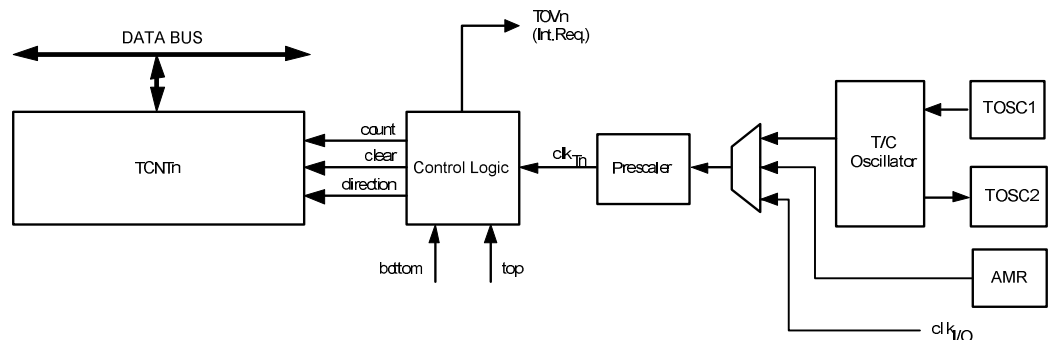 DATA BUS
TOVn
(Int.Req.)
TCNTn
count
clear
direction
Control Logic
bottom
top
clkTn
Prescaler
T/C
Oscillator
TOSC1
TOSC2
AMR
clkI/O